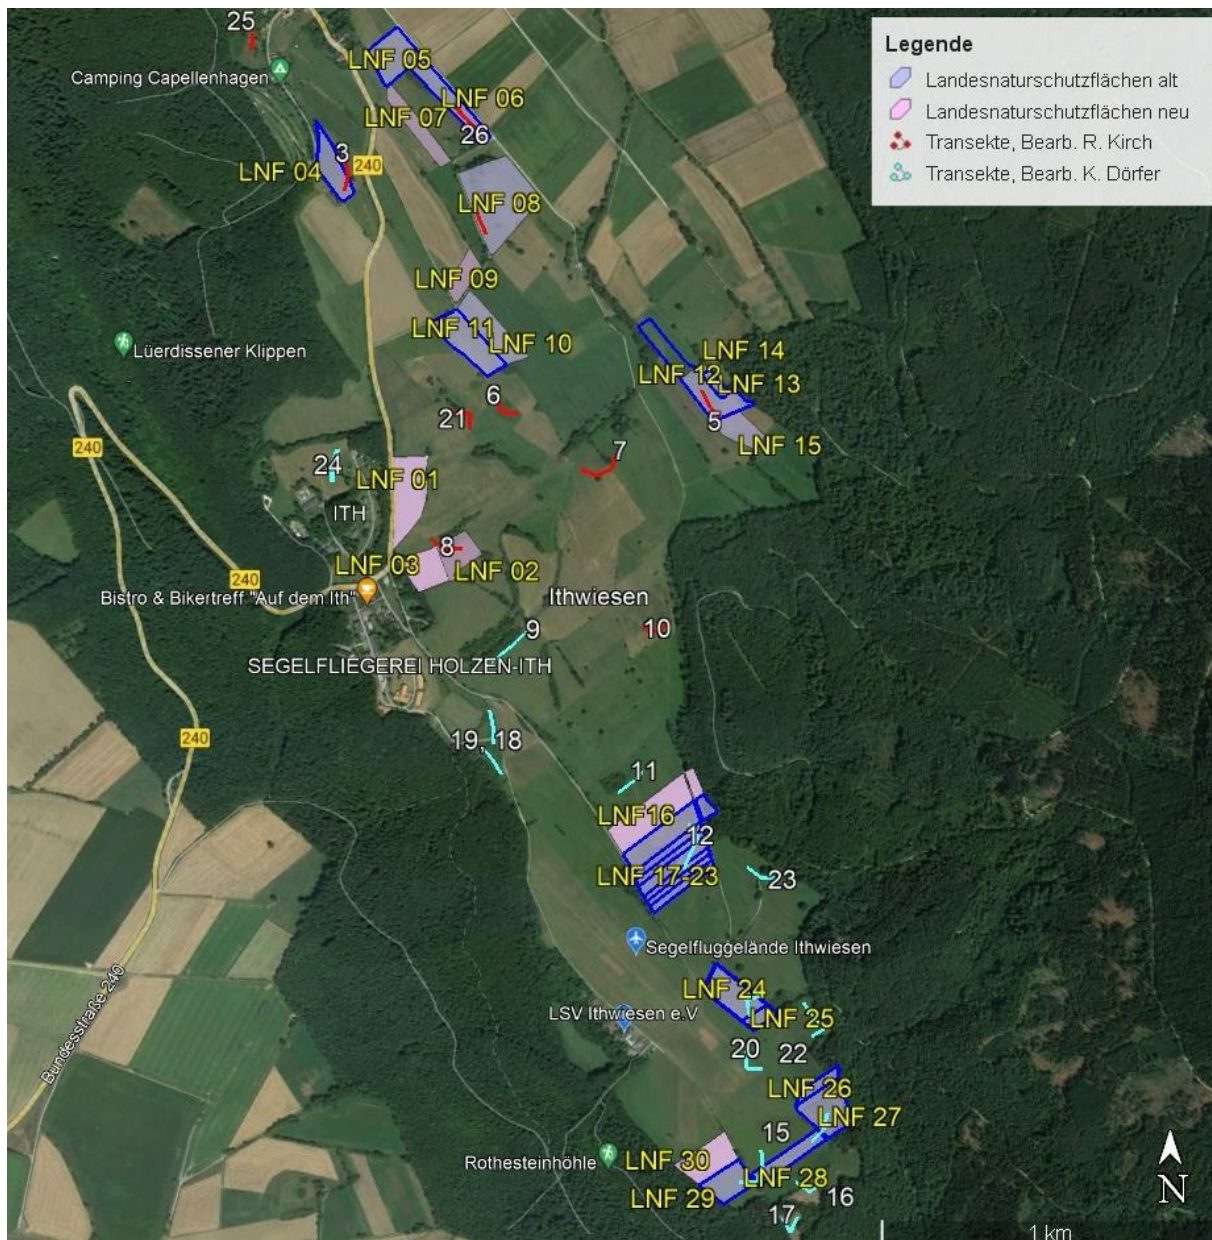 25
Camping Capellenhagen
LNF 05
LNF 06
LNF 07
26
3
240
LNF 04
LNF 08
LNF 09
LNF 11
LNF 10
Lüerdissener Klippen
LNF 14
LNF 12
LNF 13
5
LNF 15
6
21
7
240
24
LNF 01
ITH
8
LNF 03
LNF 02
240
Bistro & Bikertreff "Auf dem Ith"
Ithwiesen
9
10
SEGELFLIEGEREI HOLZEN-ITH
240
19, 18
11
LNF16
12
LNF 17-23
23
Segelfluggelände Ithwiesen
LNF 24
LSV Ithwiesen e.V
LNF 25
Bundesstraße 240
20
22
LNF 26
LNF 27
15
Rothesteinhöhle
LNF 30
LNF 28
LNF 29
16
17
Legende
Landesnaturschutzflächen alt
Landesnaturschutzflächen neu
Transekte, Bearb. R. Kirch
Transekte, Bearb. K. Dörfer
N
1 km